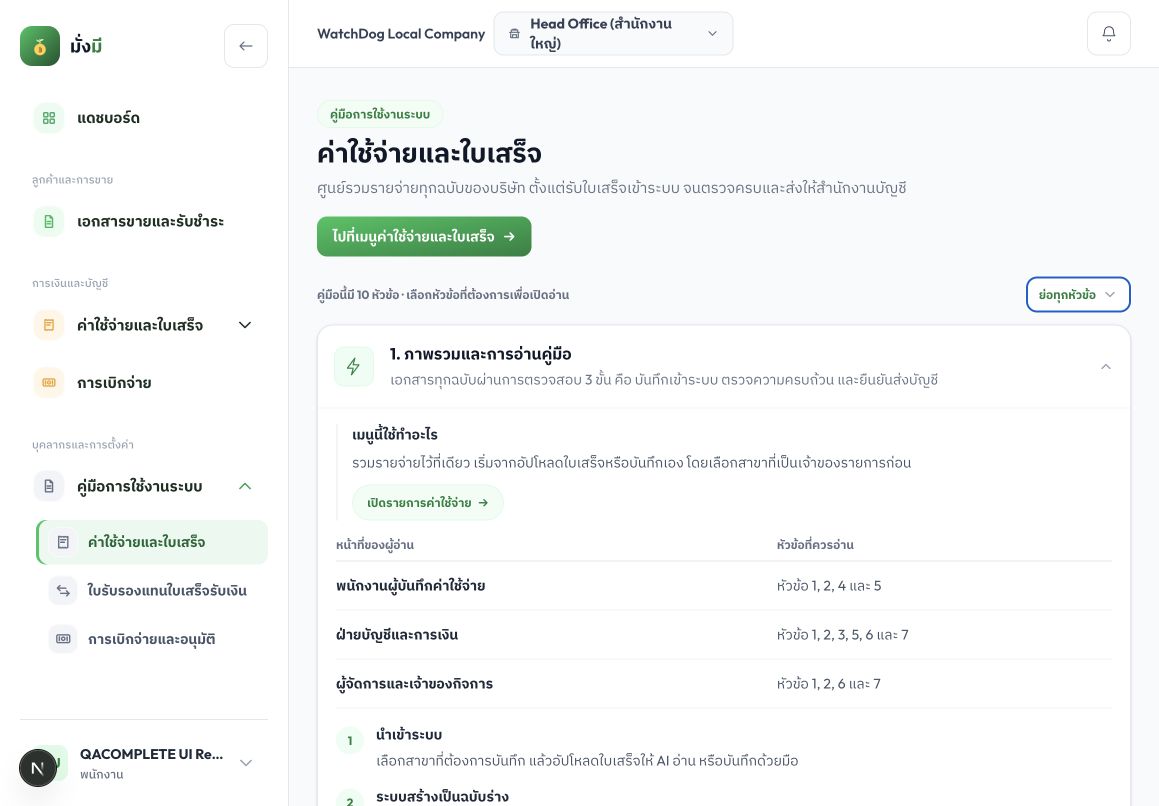 มั่งมี
แดชบอร์ด
ลูกค้าและการขาย
เอกสารขายและรับชำระ
การเงินและบัญชี
ค่าใช้จ่ายและใบเสร็จ
การเบิกจ่าย
บุคลากรและการตั้งค่า
คู่มือการใช้งานระบบ
ค่าใช้จ่ายและใบเสร็จ
ใบรับรองแทนใบเสร็จรับเงิน
การเบิกจ่ายและอนุมัติ
N
QACOMPLETE UI Re...
พนักงาน
WatchDog Local Company
Head Office (สำนักงาน
ใหญ่)
คู่มือการใช้งานระบบ
ค่าใช้จ่ายและใบเสร็จ
ศูนย์รวมรายจ่ายทุกฉบับของบริษัท ตั้งแต่รับใบเสร็จเข้าระบบ จนตรวจครบและส่งให้สำนักงานบัญชี
ไปที่เมนูค่าใช้จ่ายและใบเสร็จ →
คู่มือนี้มี 10 หัวข้อ · เลือกหัวข้อที่ต้องการเพื่อเปิดอ่าน
ย่อทุกหัวข้อ
1. ภาพรวมและการอ่านคู่มือ
เอกสารทุกฉบับผ่านการตรวจสอบ 3 ขั้น คือ บันทึกเข้าระบบ ตรวจความครบถ้วน และยืนยันส่งบัญชี
เมนูนี้ใช้ทำอะไร
รวมรายจ่ายไว้ที่เดียว เริ่มจากอัปโหลดใบเสร็จหรือบันทึกเอง โดยเลือกสาขาที่เป็นเจ้าของรายการก่อน
เปิดรายการค่าใช้จ่าย →
หน้าที่ของผู้อ่าน หัวข้อที่ควรอ่าน
พนักงานผู้บันทึกค่าใช้จ่าย หัวข้อ 1, 2, 4 และ 5
ฝ่ายบัญชีและการเงิน หัวข้อ 1, 2, 3, 5, 6 และ 7
ผู้จัดการและเจ้าของกิจการ หัวข้อ 1, 2, 6 และ 7
1 นำเข้าระบบ
เลือกสาขาที่ต้องการบันทึก แล้วอัปโหลดใบเสร็จให้ AI อ่าน หรือบันทึกด้วยมือ
2 ระบบสร้างเป็นฉบับร่าง